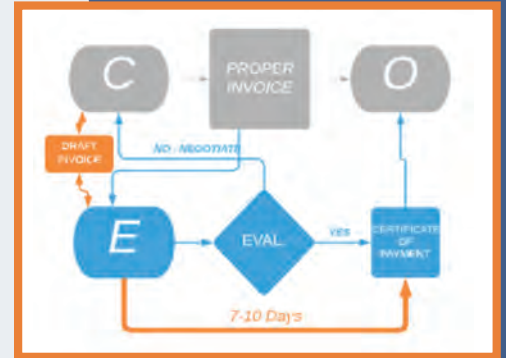 C
PROPER
INVOICE
O
DRAFT
INVOICE
NO - NEGOTIATE
E
EVAL.
YES
CERTIFICATE
OF
PAYMENT
7-10 Days